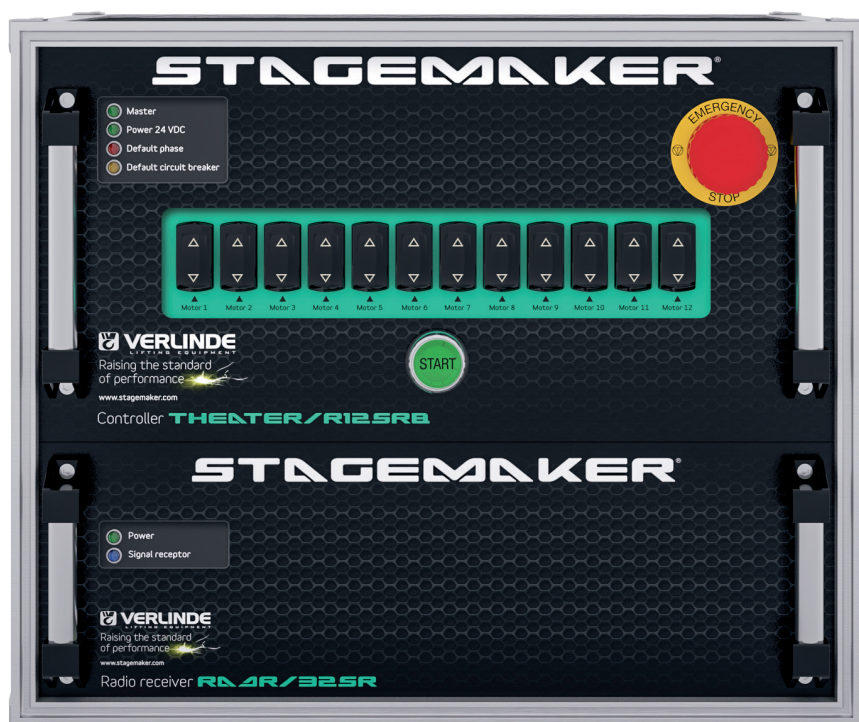 STAGEMAKER®
Master
Power 24 VDC
Default phase
Default circuit breaker
EMERGENCY
STOP
Motor 1 Motor 2 Motor 3 Motor 4 Motor 5 Motor 6 Motor 7 Motor 8 Motor 9 Motor 10 Motor 11 Motor 12
VERLINDE
LIFTING EQUIPMENT
Raising the standard
of performance
www.stagemaker.com
START
Controller THEATER/R12SRB
STAGEMAKER®
Power
Signal receptor
VERLINDE
LIFTING EQUIPMENT
Raising the standard
of performance
www.stagemaker.com
Radio receiver RAAR/32SR